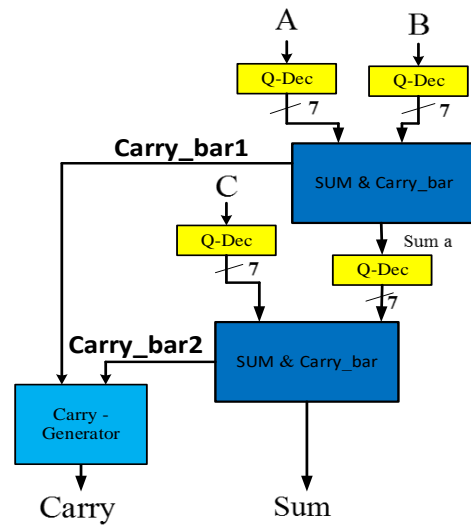 A
B
Q-Dec
Q-Dec
7
7
Carry_bar1
SUM & Carry_bar
C
Q-Dec
Sum a
Q-Dec
7
7
Carry_bar2
SUM & Carry_bar
Carry -
Generator
Carry
Sum